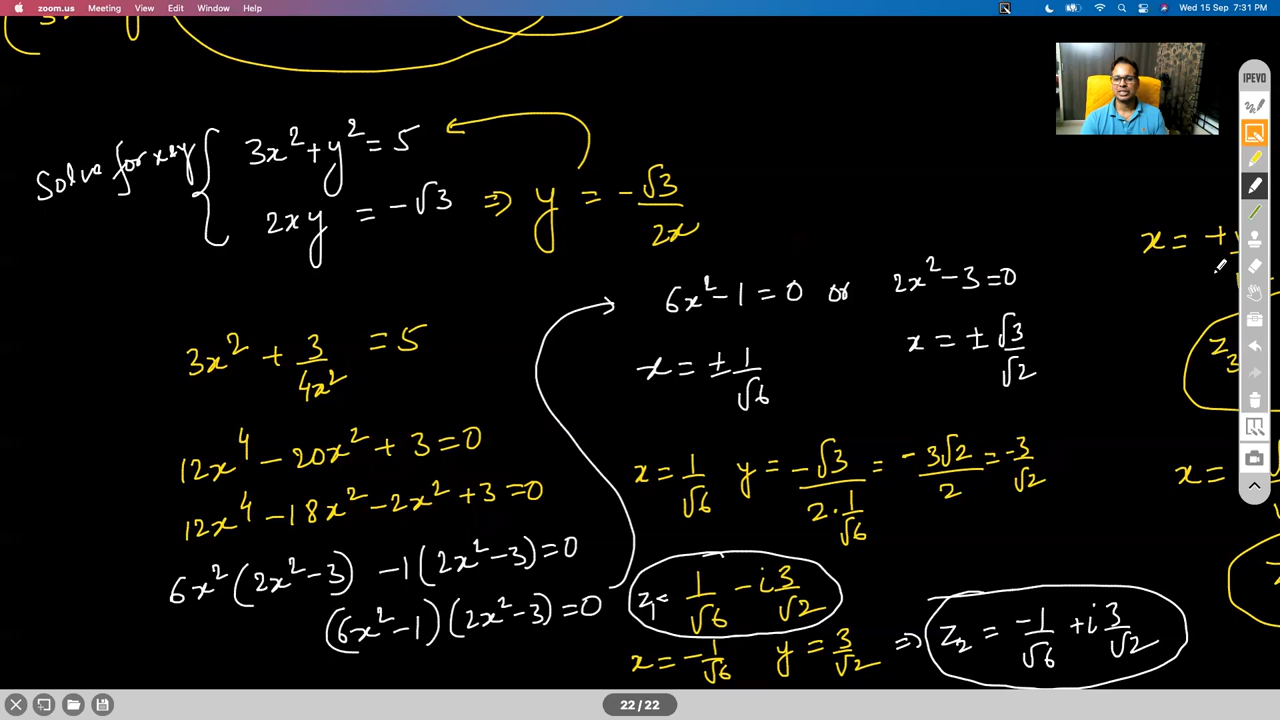 zoom.us Meeting View Edit Window Help Wed 15 Sep 7:31 PM
IPEVO
Solve for x & y { 3x² + y² = 5
2xy = -√3 ⇒ y = -√3/2x
3x² + 3/4x² = 5
12x⁴ - 20x² + 3 = 0
12x⁴ - 18x² - 2x² + 3 = 0
6x²(2x² - 3) - 1(2x² - 3) = 0
(6x² - 1)(2x² - 3) = 0
6x² - 1 = 0 or 2x² - 3 = 0
x = ± 1/√6 x = ± √3/√2
x = 1/√6 y = -√3/(2 · 1/√6) = -3√2/2 = -3/√2
z₁ = 1/√6 - i 3/√2
x = -1/√6 y = 3/√2 ⇒ z₂ = -1/√6 + i 3/√2
x = +
z₃
x =
22 / 22